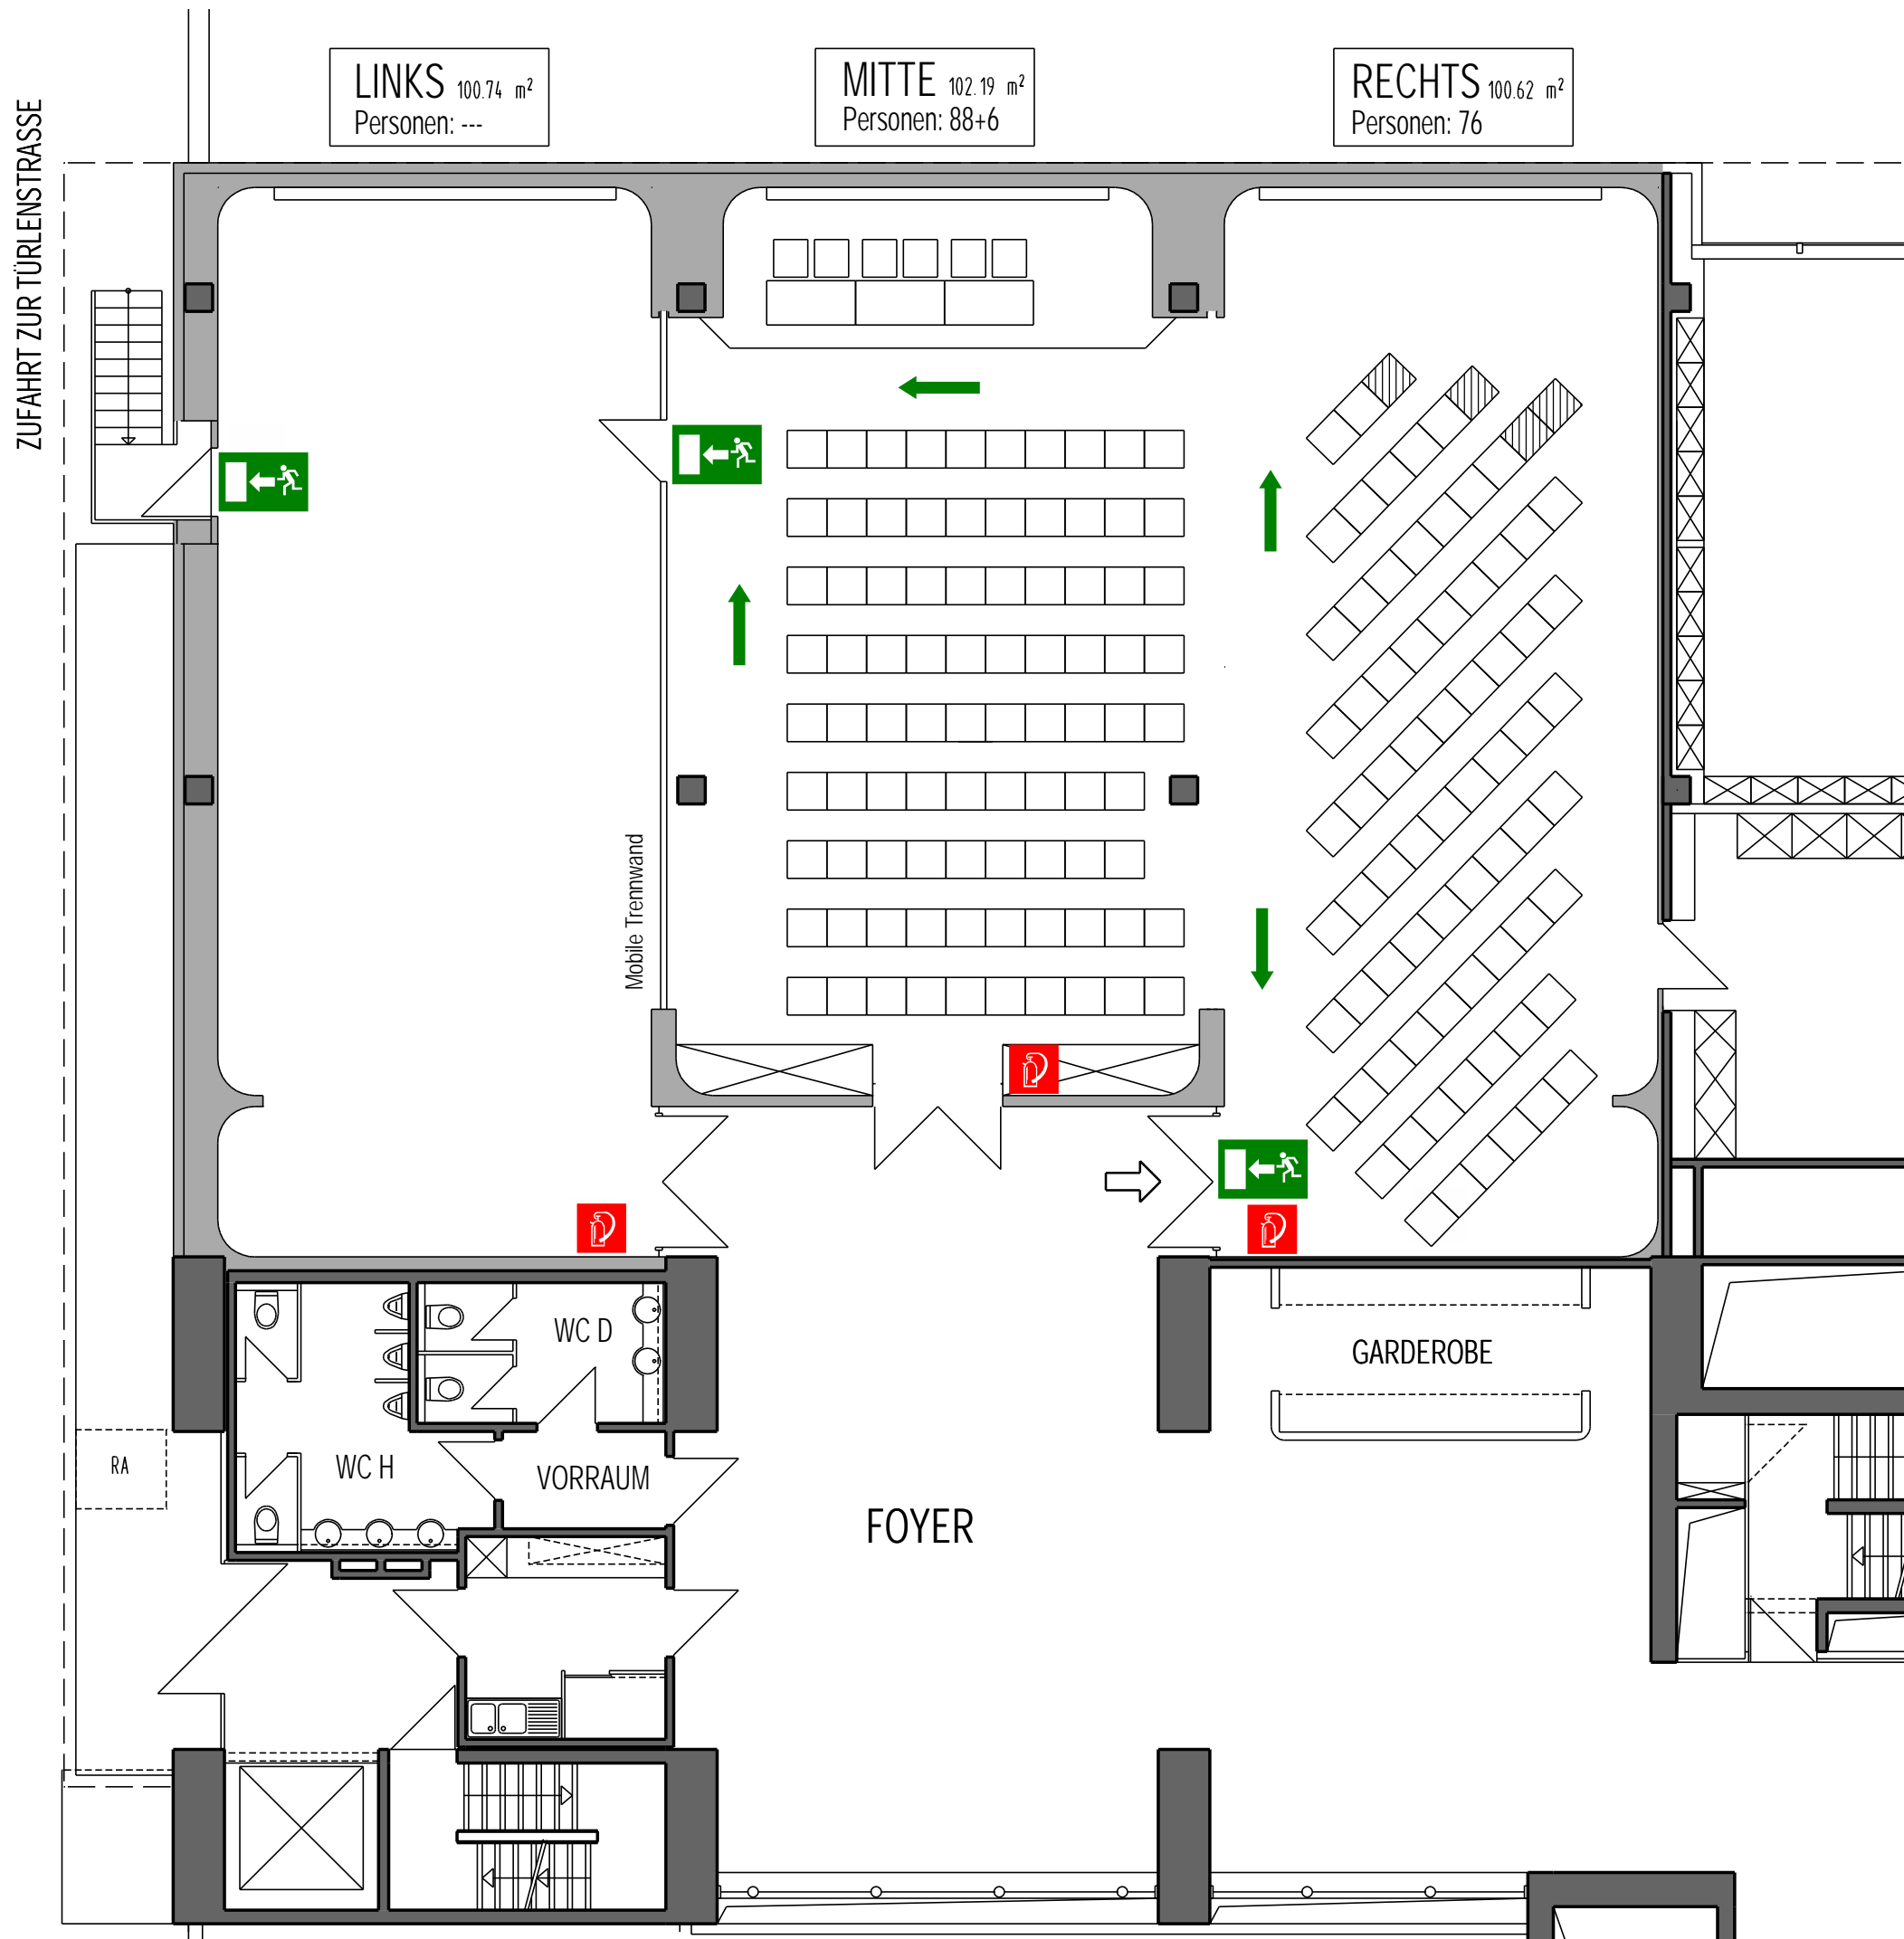 LINKS 100.74 m²
Personen: ---
MITTE 102.19 m²
Personen: 88+6
RECHTS 100.62 m²
Personen: 76
ZUFAHRT ZUR TÜRLENSTRASSE
Mobile Trennwand
WC D
GARDEROBE
WC H
VORRAUM
RA
FOYER